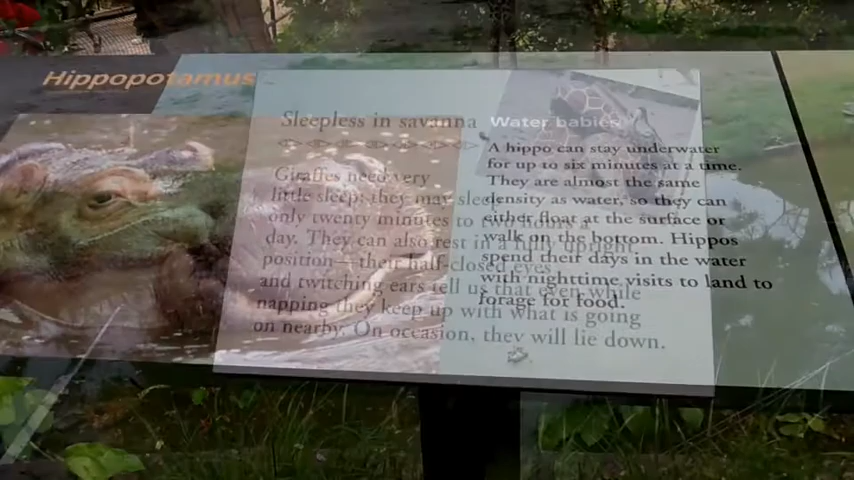 Hippopotamus
Sleepless in savanna
Giraffes need very
little sleep; they may sleep
only twenty minutes to two hours a
day. They can also rest in a fully upright
position—their half-closed eyes
and twitching ears tell us that even while
napping they keep up with what is going
on nearby. On occasion, they will lie down.
Water babies
A hippo can stay underwater
for up to six minutes at a time.
They are almost the same
density as water, so they can
either float at the surface or
walk on the bottom. Hippos
spend their days in the water
with nighttime visits to land to
forage for food.